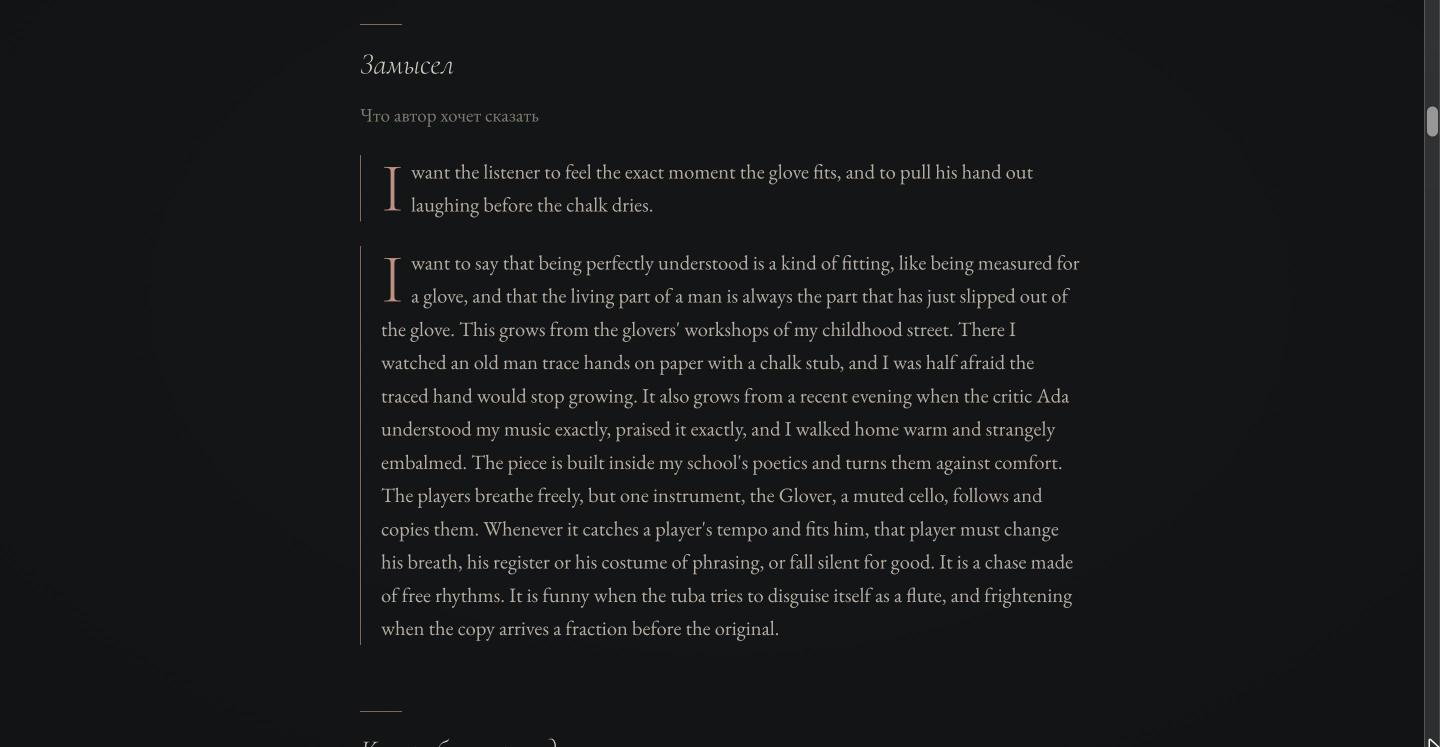 Замысел
Что автор хочет сказать
I want the listener to feel the exact moment the glove fits, and to pull his hand out
laughing before the chalk dries.
I want to say that being perfectly understood is a kind of fitting, like being measured for
a glove, and that the living part of a man is always the part that has just slipped out of
the glove. This grows from the glovers' workshops of my childhood street. There I
watched an old man trace hands on paper with a chalk stub, and I was half afraid the
traced hand would stop growing. It also grows from a recent evening when the critic Ada
understood my music exactly, praised it exactly, and I walked home warm and strangely
embalmed. The piece is built inside my school's poetics and turns them against comfort.
The players breathe freely, but one instrument, the Glover, a muted cello, follows and
copies them. Whenever it catches a player's tempo and fits him, that player must change
his breath, his register or his costume of phrasing, or fall silent for good. It is a chase made
of free rhythms. It is funny when the tuba tries to disguise itself as a flute, and frightening
when the copy arrives a fraction before the original.